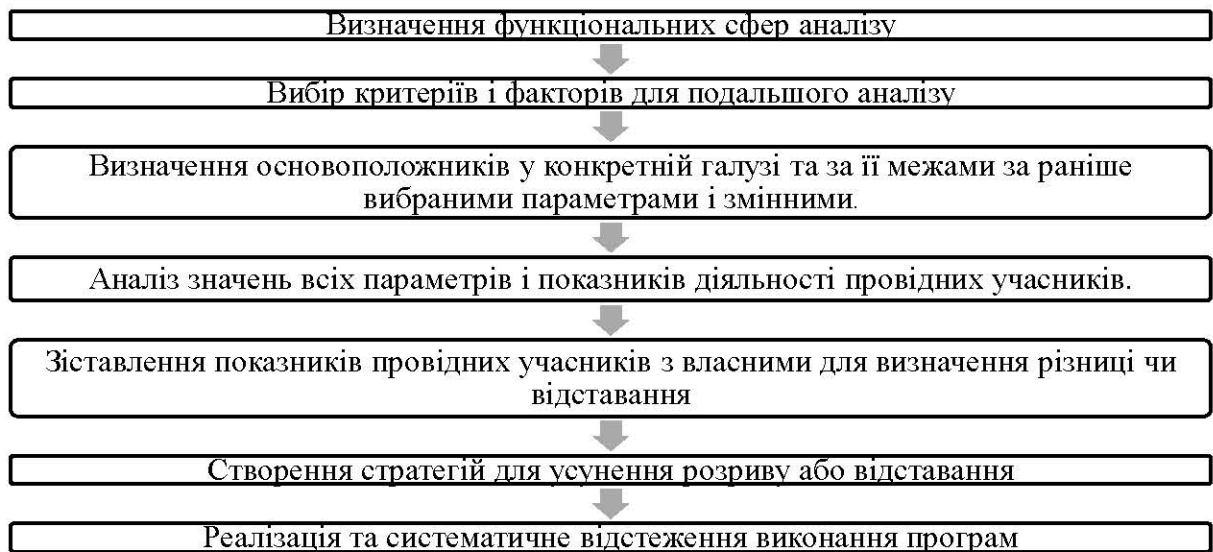 Визначення функціональних сфер аналізу
Вибір критеріїв і факторів для подальшого аналізу
Визначення основоположників у конкретній галузі та за її межами за раніше
вибраними параметрами і змінними.
Аналіз значень всіх параметрів і показників діяльності провідних учасників.
Зіставлення показників провідних учасників з власними для визначення різниці чи
відставання
Створення стратегій для усунення розриву або відставання
Реалізація та систематичне відстеження виконання програм